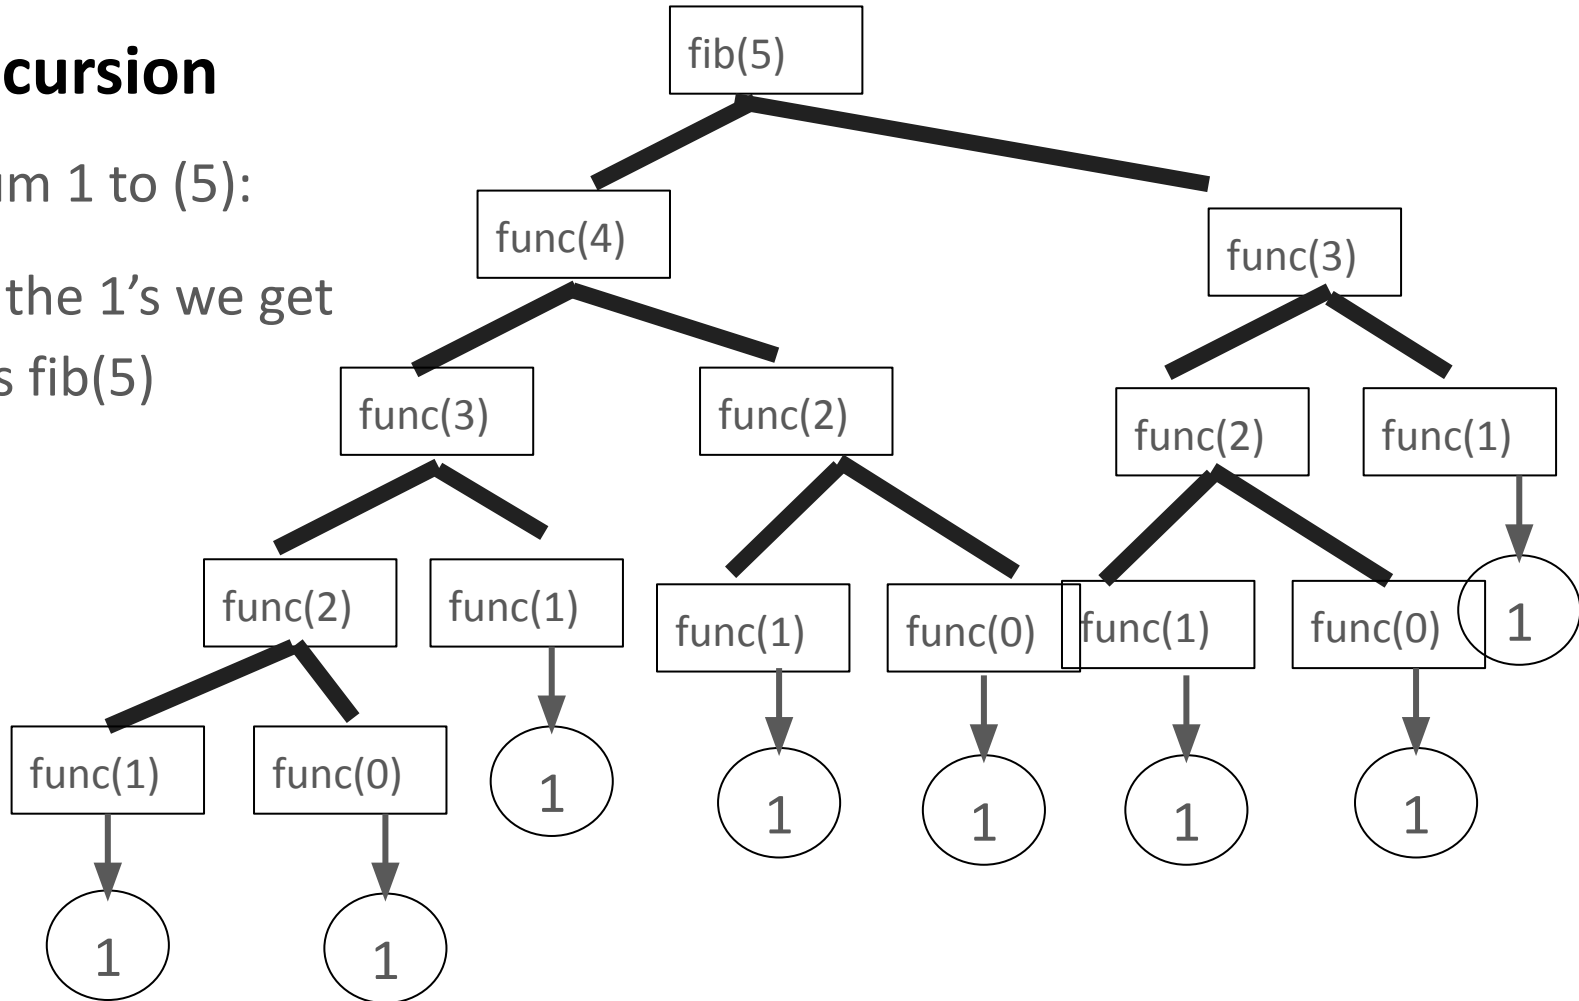 cursion
um 1 to (5):
the 1’s we get
s fib(5)
fib(5)
func(4)
func(3)
func(3)
func(2)
func(2)
func(1)
func(2)
func(1)
func(1)
func(0)
func(1)
func(0)
1
func(1)
func(0)
1
1
1
1
1
1
1